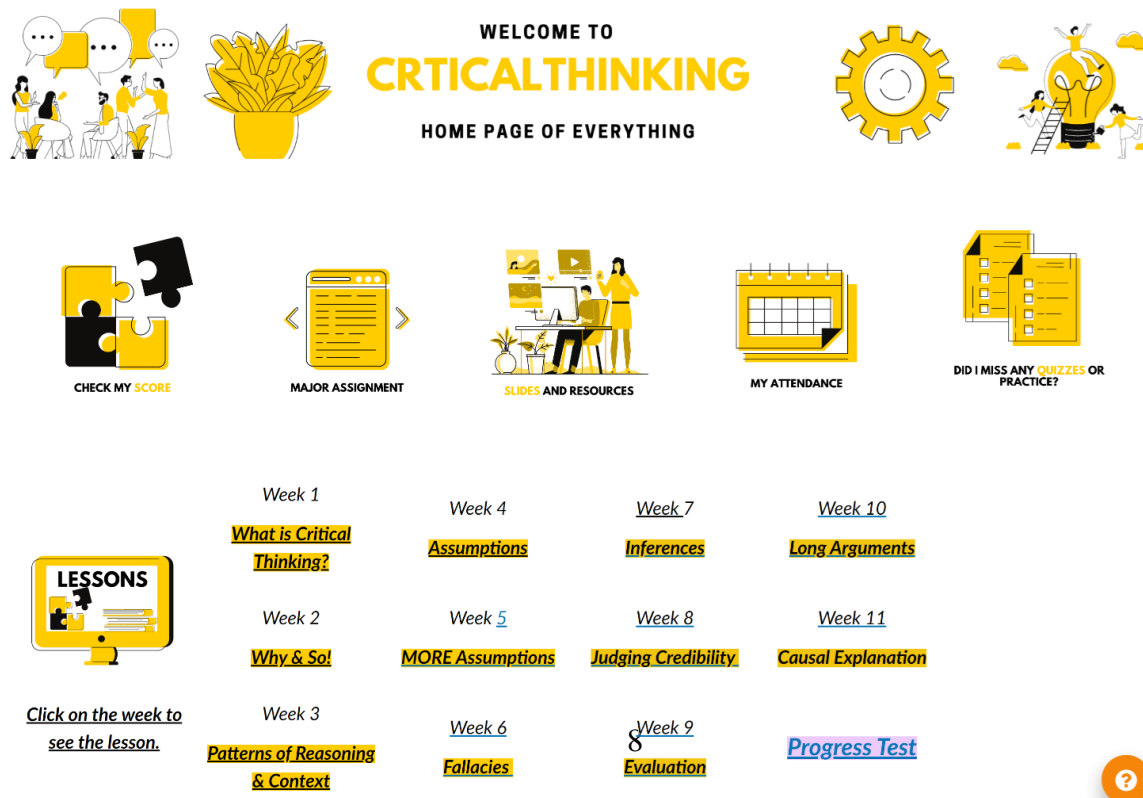 WELCOME TO
CRTICALTHINKING
HOME PAGE OF EVERYTHING
CHECK MY SCORE
MAJOR ASSIGNMENT
SLIDES AND RESOURCES
MY ATTENDANCE
DID I MISS ANY QUIZZES OR
PRACTICE?
LESSONS
Click on the week to
see the lesson.
Week 1
What is Critical
Thinking?
Week 2
Why & So!
Week 3
Patterns of Reasoning
& Context
Week 4
Assumptions
Week 5
MORE Assumptions
Week 6
Fallacies
Week 7
Inferences
Week 8
Judging Credibility
Week 9
8
Evaluation
Week 10
Long Arguments
Week 11
Causal Explanation
Progress Test
?